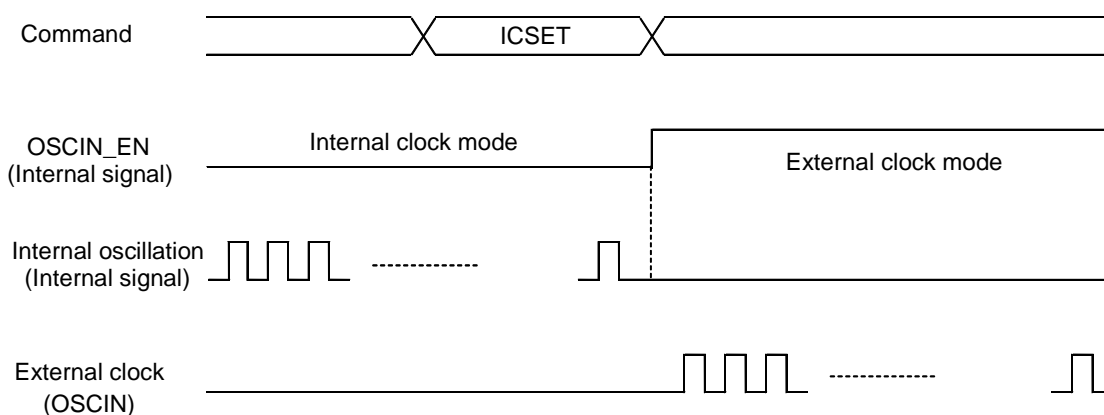 Command
ICSET
OSCIN_EN
(Internal signal)
Internal clock mode
External clock mode
Internal oscillation
(Internal signal)
External clock
(OSCIN)